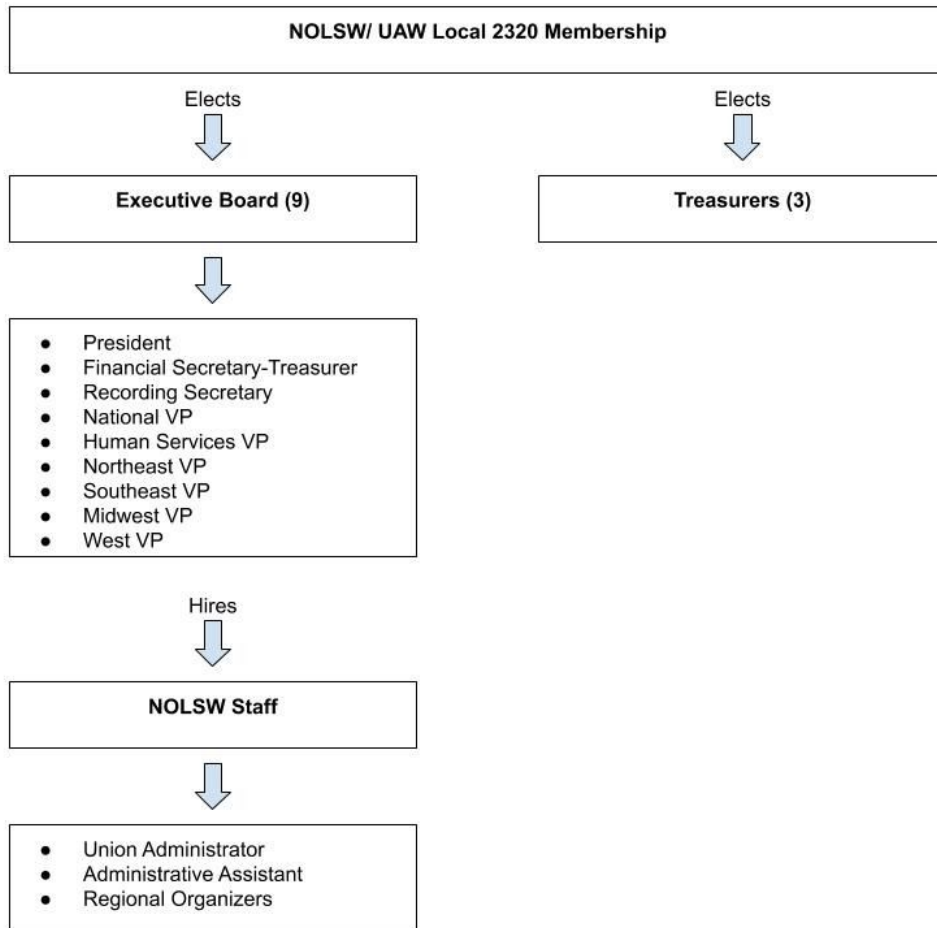 NOLSW/ UAW Local 2320 Membership
Elects
Elects
Executive Board (9)
Treasurers (3)
● President
● Financial Secretary-Treasurer
● Recording Secretary
● National VP
● Human Services VP
● Northeast VP
● Southeast VP
● Midwest VP
● West VP
Hires
NOLSW Staff
● Union Administrator
● Administrative Assistant
● Regional Organizers